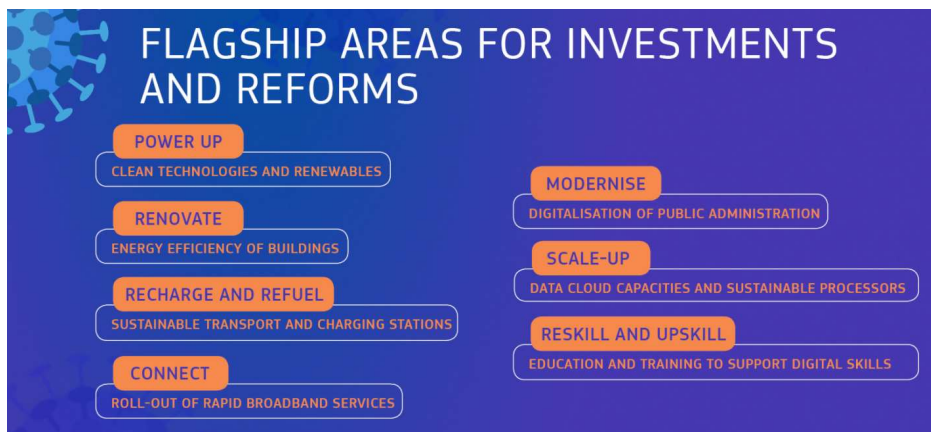 FLAGSHIP AREAS FOR INVESTMENTS
AND REFORMS
POWER UP
CLEAN TECHNOLOGIES AND RENEWABLES
RENOVATE
ENERGY EFFICIENCY OF BUILDINGS
RECHARGE AND REFUEL
SUSTAINABLE TRANSPORT AND CHARGING STATIONS
CONNECT
ROLL-OUT OF RAPID BROADBAND SERVICES
MODERNISE
DIGITALISATION OF PUBLIC ADMINISTRATION
SCALE-UP
DATA CLOUD CAPACITIES AND SUSTAINABLE PROCESSORS
RESKILL AND UPSKILL
EDUCATION AND TRAINING TO SUPPORT DIGITAL SKILLS